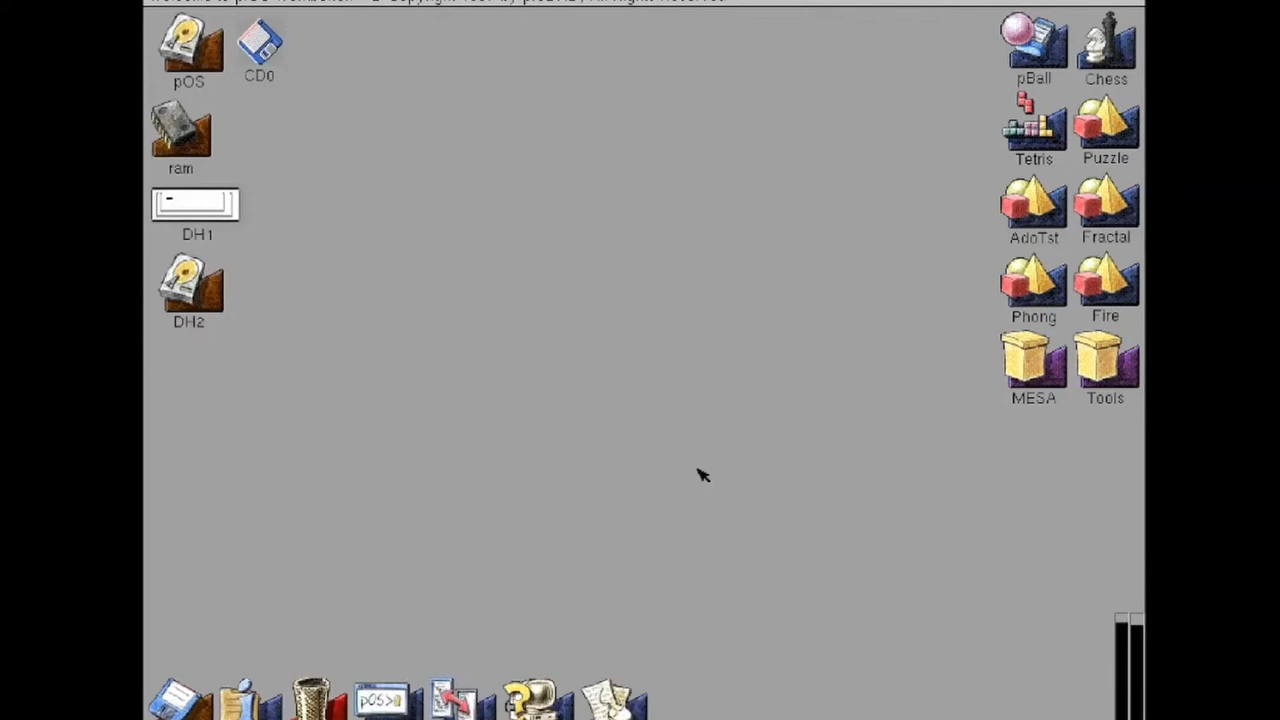 pOS
CD0
pBall
Chess
ram
Tetris
Puzzle
DH1
AdoTst
Fractal
DH2
Phong
Fire
MESA
Tools
pOS>